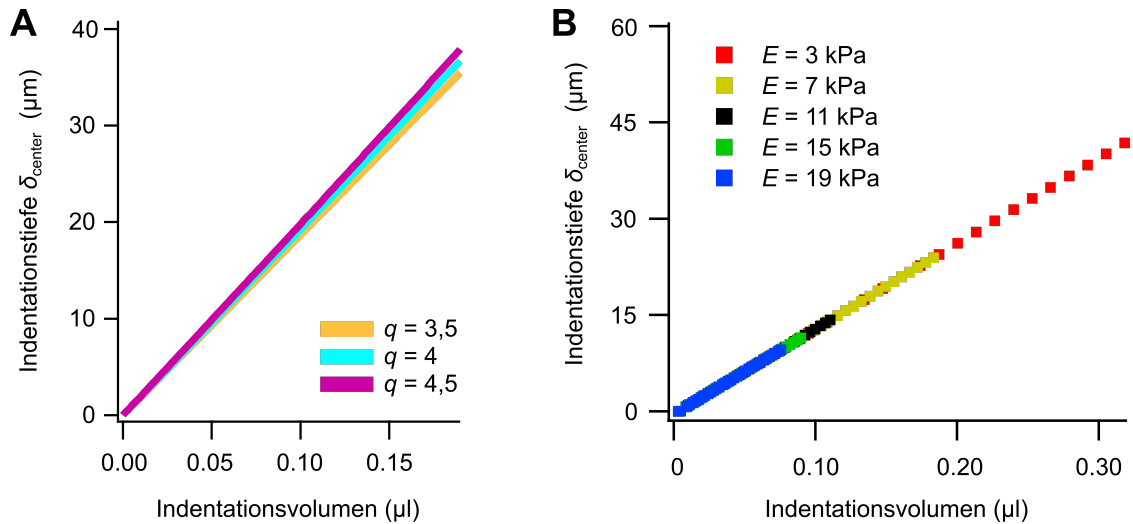 A
40
30
20
10
0
0.00
0.05
0.10
0.15
Indentationstiefe δcenter (µm)
Indentationsvolumen (µl)
q = 3,5
q = 4
q = 4,5
B
60
45
30
15
0
0
0.10
0.20
0.30
Indentationstiefe δcenter (µm)
Indentationsvolumen (µl)
E = 3 kPa
E = 7 kPa
E = 11 kPa
E = 15 kPa
E = 19 kPa